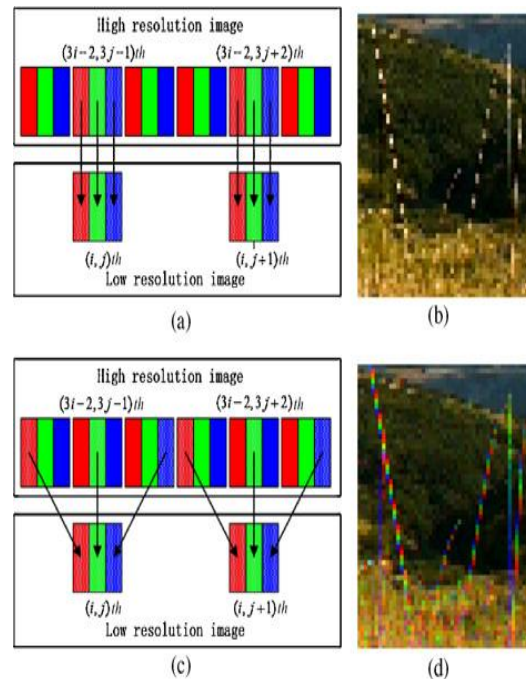 High resolution image
(3i−2,3j−1)th (3i−2,3j+2)th
(i,j)th (i,j+1)th
Low resolution image
(a)
(b)
High resolution image
(3i−2,3j−1)th (3i−2,3j+2)th
(i,j)th (i,j+1)th
Low resolution image
(c)
(d)